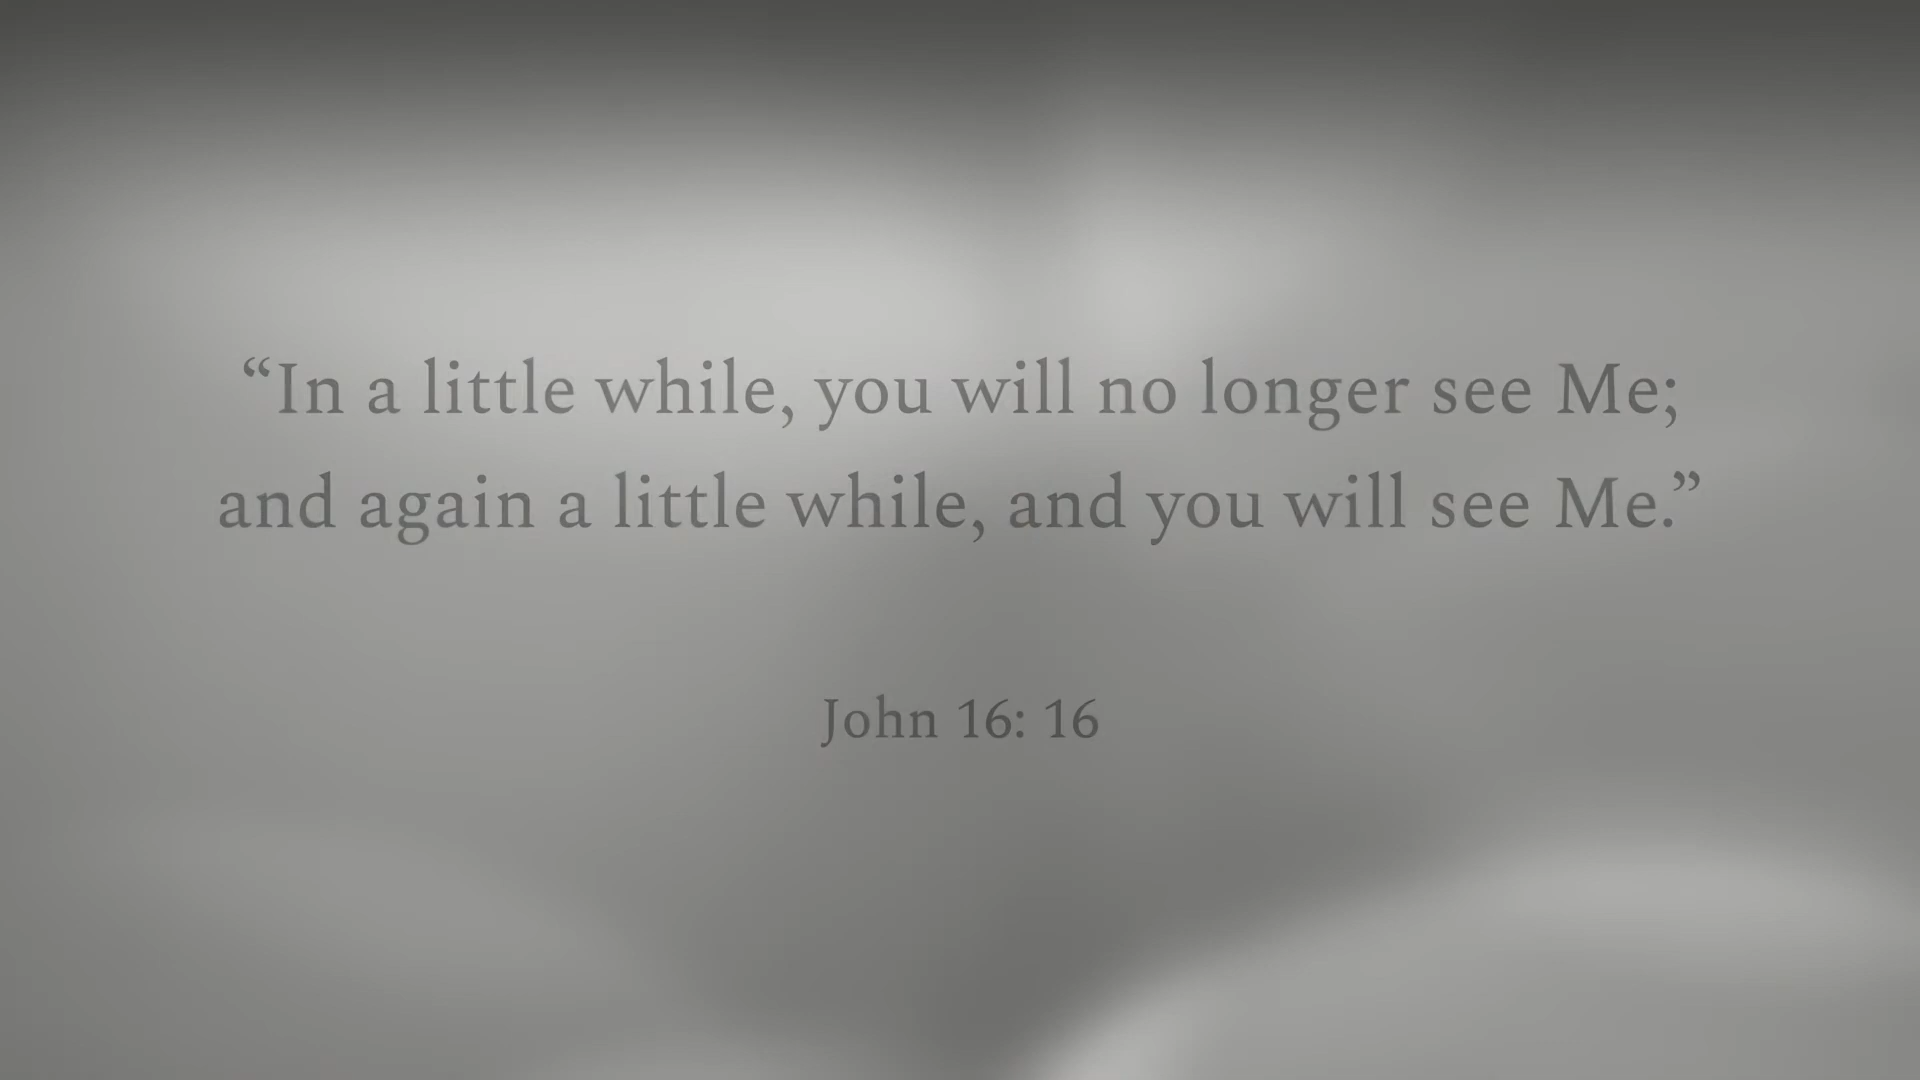 “In a little while, you will no longer see Me;
and again a little while, and you will see Me.”
John 16: 16